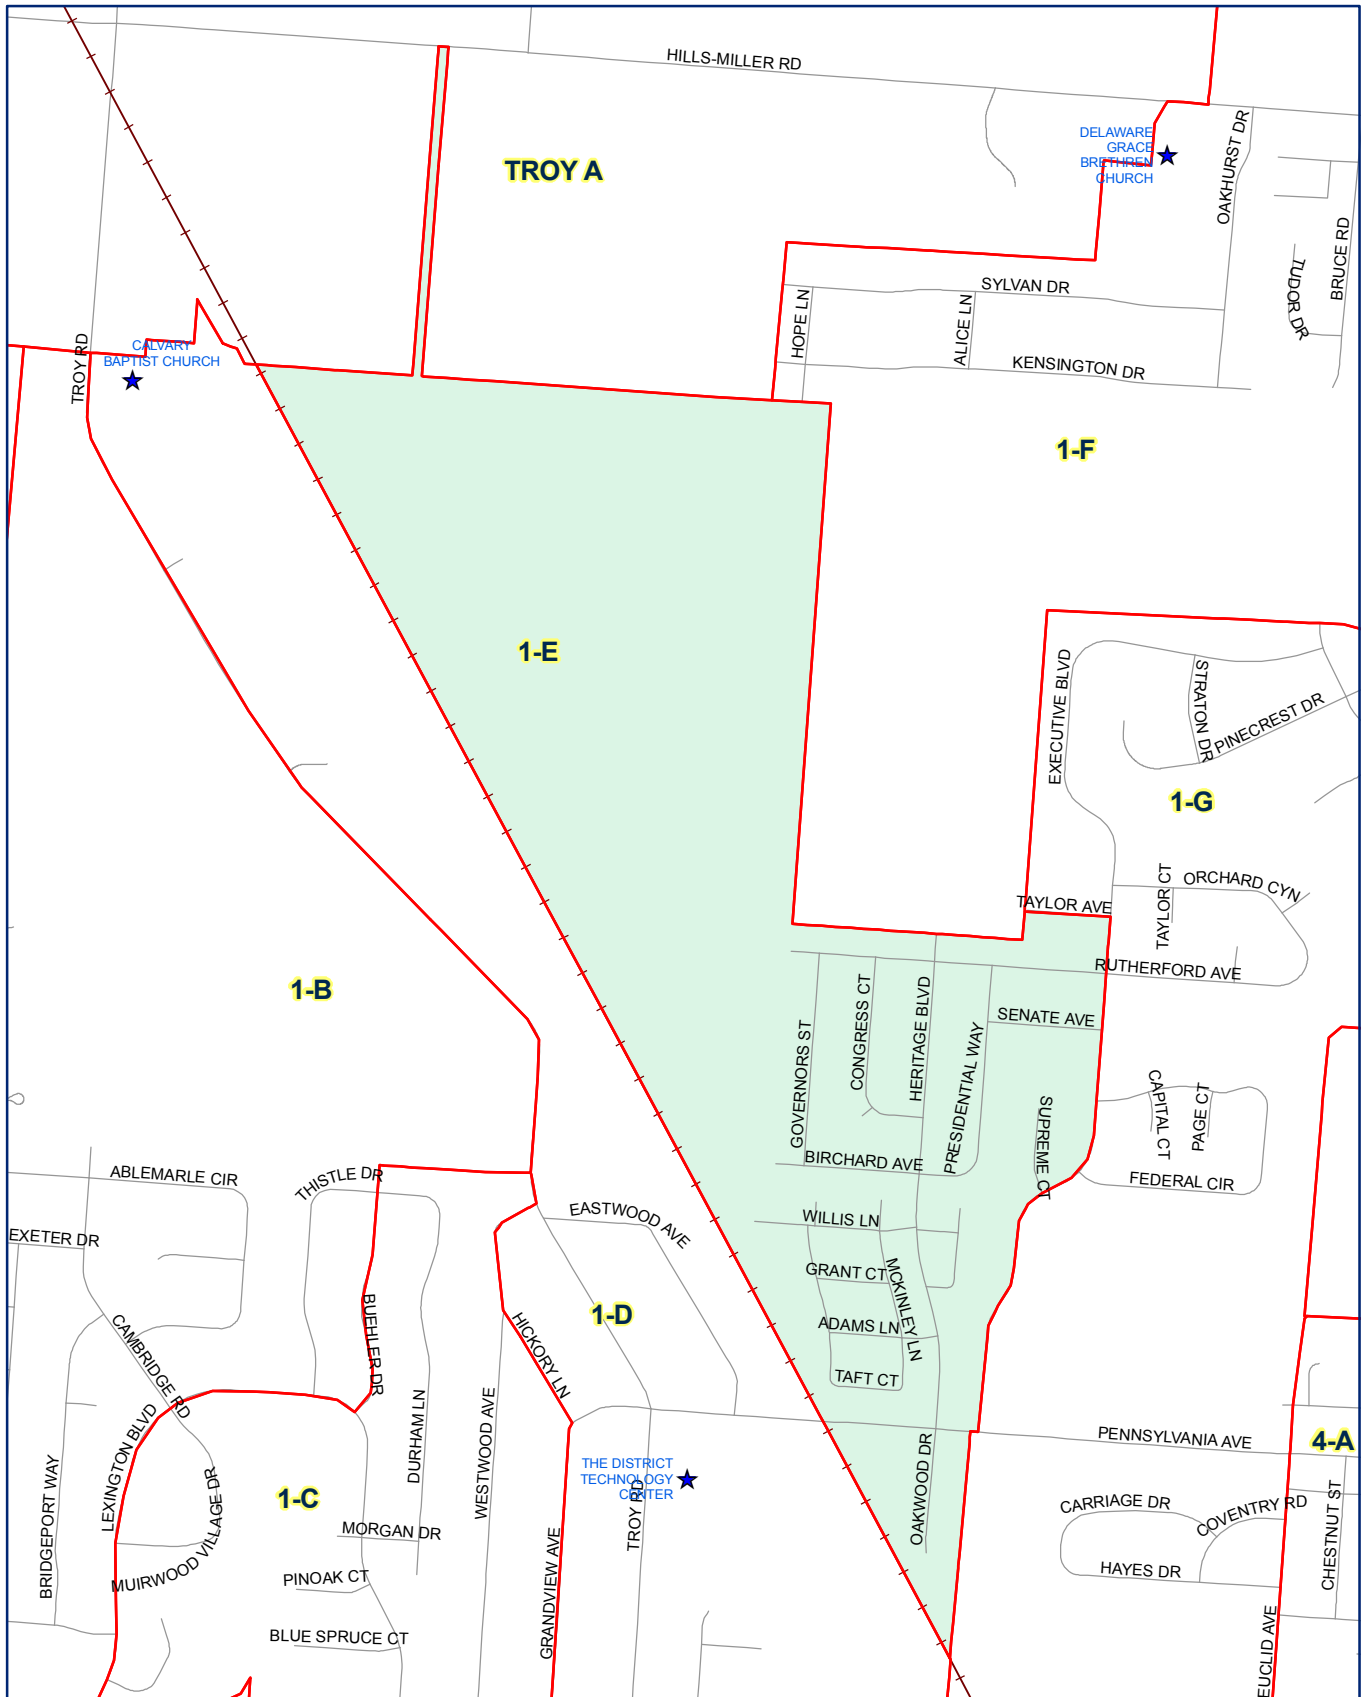 HILLS-MILLER RD
TROY A
DELAWARE
GRACE
BRETHREN
CHURCH
OAKHURST DR
BRUCE RD
TUDOR DR
SYLVAN DR
HOPE LN
ALICE LN
KENSINGTON DR
TROY RD
CALVARY
BAPTIST CHURCH
1-F
1-E
EXECUTIVE BLVD
STRATON DR
PINECREST DR
1-G
TAYLOR AVE
TAYLOR CT
ORCHARD CYN
RUTHERFORD AVE
1-B
GOVERNORS ST
CONGRESS CT
HERITAGE BLVD
PRESIDENTIAL WAY
SENATE AVE
SUPREME CT
CAPITAL CT
PAGE CT
FEDERAL CIR
BIRCHARD AVE
ABLEMARLE CIR
THISTLE DR
EASTWOOD AVE
WILLIS LN
EXETER DR
GRANT CT
MCKINLEY LN
1-D
ADAMS LN
TAFT CT
CAMBRIDGE RD
BUEHLER DR
HICKORY LN
DURHAM LN
WESTWOOD AVE
LEXINGTON BLVD
BRIDGEPORT WAY
MUIRWOOD VILLAGE DR
1-C
THE DISTRICT
TECHNOLOGY
CENTER
TROY RD
OAKWOOD DR
PENNSYLVANIA AVE
4-A
CARRIAGE DR
COVENTRY RD
CHESTNUT ST
HAYES DR
MORGAN DR
PINOAK CT
BLUE SPRUCE CT
GRANDVIEW AVE
EUCLID AVE